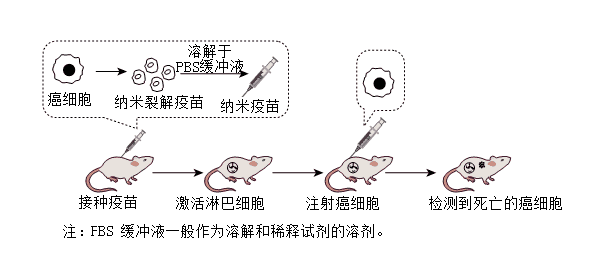 溶解于
PBS缓冲液
癌细胞
纳米裂解疫苗
纳米疫苗
接种疫苗
激活淋巴细胞
注射癌细胞
检测到死亡的癌细胞
注：FBS 缓冲液一般作为溶解和稀释试剂的溶剂。